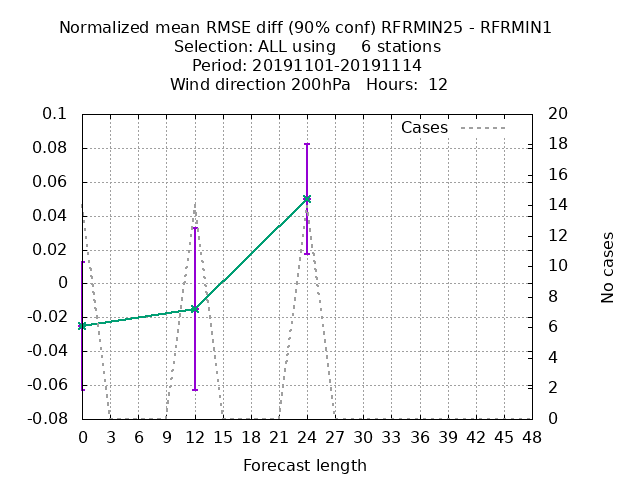 Normalized mean RMSE diff (90% conf) RFRMIN25 - RFRMIN1
Selection: ALL using 6 stations
Period: 20191101-20191114
Wind direction 200hPa Hours: 12
0.1
0.08
0.06
0.04
0.02
0
-0.02
-0.04
-0.06
-0.08
Cases
20
18
16
14
12
10
8
6
4
2
0
No cases
0 3 6 9 12 15 18 21 24 27 30 33 36 39 42 45 48
Forecast length